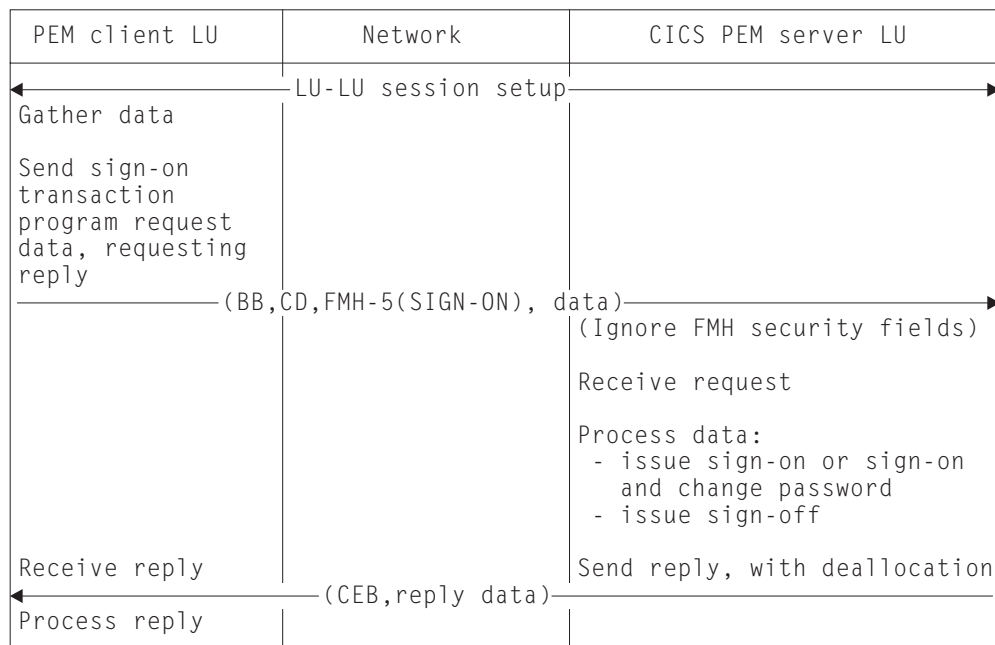 PEM client LU Network CICS PEM server LU
LU-LU session setup
Gather data
Send sign-on
transaction
program request
data, requesting
reply
(BB,CD,FMH-5(SIGN-ON), data)
(Ignore FMH security fields)
Receive request
Process data:
- issue sign-on or sign-on
and change password
- issue sign-off
Receive reply Send reply, with deallocation
(CEB,reply data)
Process reply